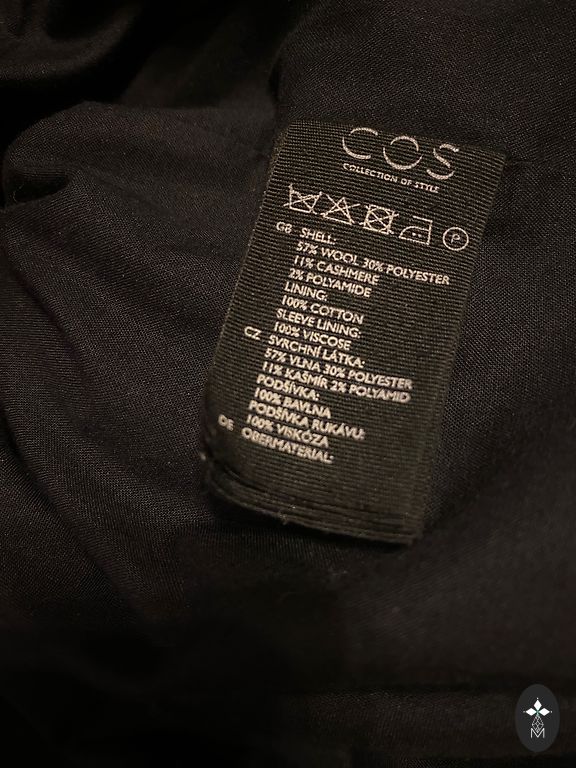 COS
COLLECTION OF STYLE
P
GB SHELL:
57% WOOL 30% POLYESTER
11% CASHMERE
2% POLYAMIDE
LINING:
100% COTTON
SLEEVE LINING:
100% VISCOSE
CZ SVRCHNÍ LÁTKA:
57% VLNA 30% POLYESTER
11% KAŠMÍR 2% POLYAMID
PODŠÍVKA:
100% BAVLNA
PODŠÍVKA RUKÁVU:
100% VISKÓZA
DE OBERMATERIAL:
M